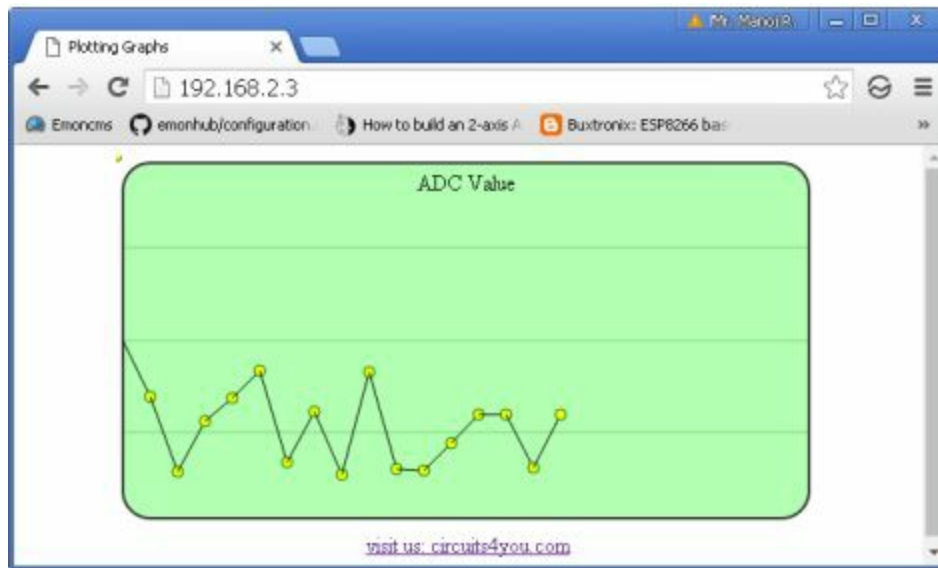 Mr. Manoj R.
Plotting Graphs
192.168.2.3
Emoncms emonhub/configuration. How to build an 2-axis A Buxtronix: ESP8266 bas
ADC Value
visit us: circuits4you.com